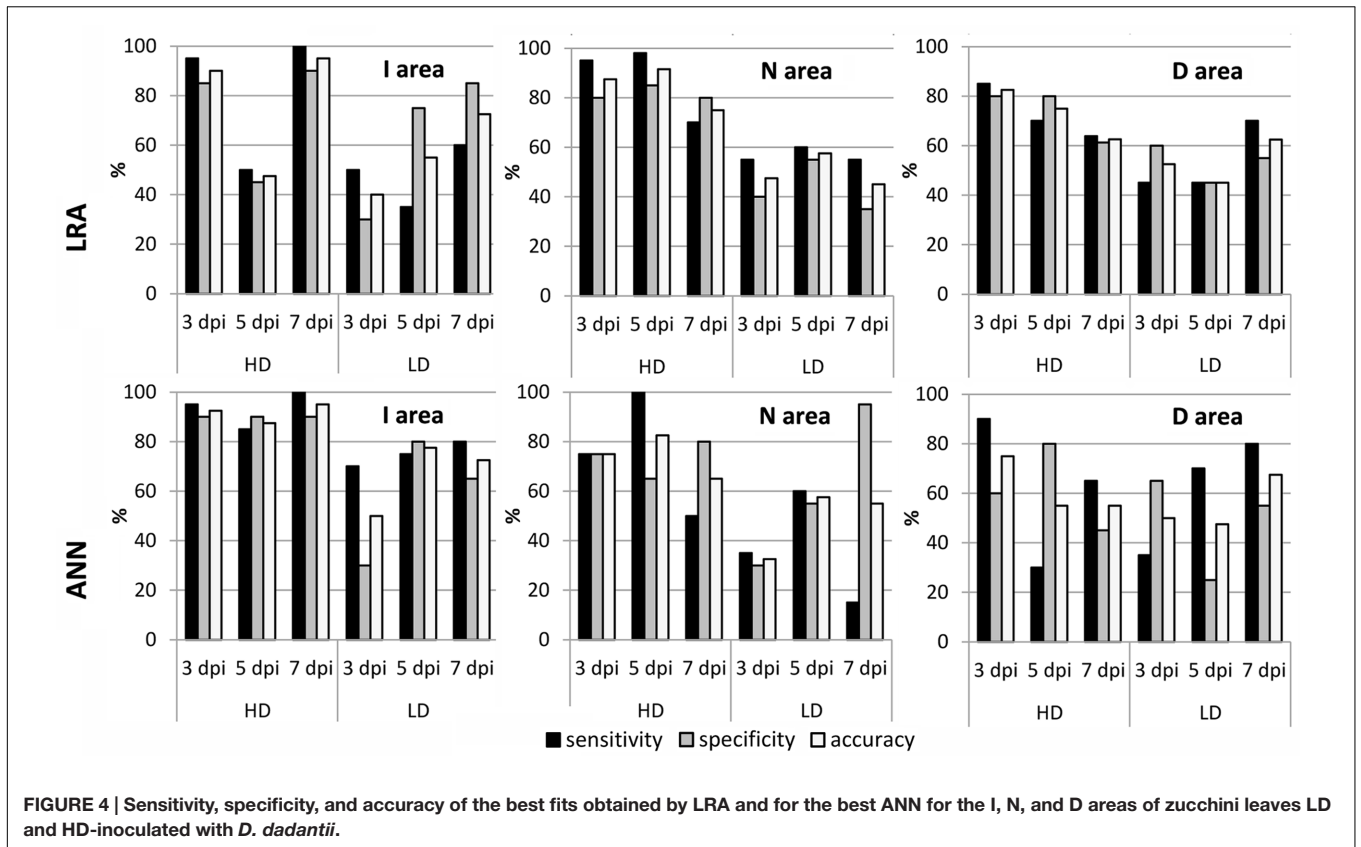 LRA
100
80
60
40
20
0
%
I area
3 dpi 5 dpi 7 dpi 3 dpi 5 dpi 7 dpi
HD LD
100
80
60
40
20
0
%
N area
3 dpi 5 dpi 7 dpi 3 dpi 5 dpi 7 dpi
HD LD
100
80
60
40
20
0
%
D area
3 dpi 5 dpi 7 dpi 3 dpi 5 dpi 7 dpi
HD LD
ANN
100
80
60
40
20
0
%
I area
3 dpi 5 dpi 7 dpi 3 dpi 5 dpi 7 dpi
HD LD
100
80
60
40
20
0
%
N area
3 dpi 5 dpi 7 dpi 3 dpi 5 dpi 7 dpi
HD LD
100
80
60
40
20
0
%
D area
3 dpi 5 dpi 7 dpi 3 dpi 5 dpi 7 dpi
HD LD
sensitivity specificity accuracy
FIGURE 4 | Sensitivity, specificity, and accuracy of the best fits obtained by LRA and for the best ANN for the I, N, and D areas of zucchini leaves LD
and HD-inoculated with D. dadantii.